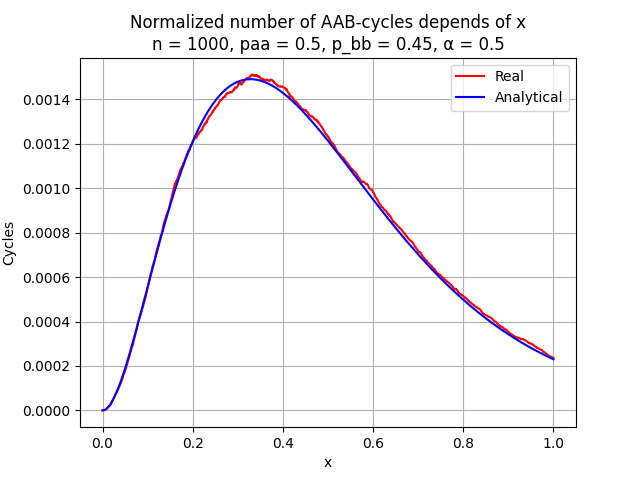 Normalized number of AAB-cycles depends of x
n = 1000, paa = 0.5, p_bb = 0.45, α = 0.5
Real
Analytical
Cycles
0.0014
0.0012
0.0010
0.0008
0.0006
0.0004
0.0002
0.0000
0.0 0.2 0.4 0.6 0.8 1.0
x